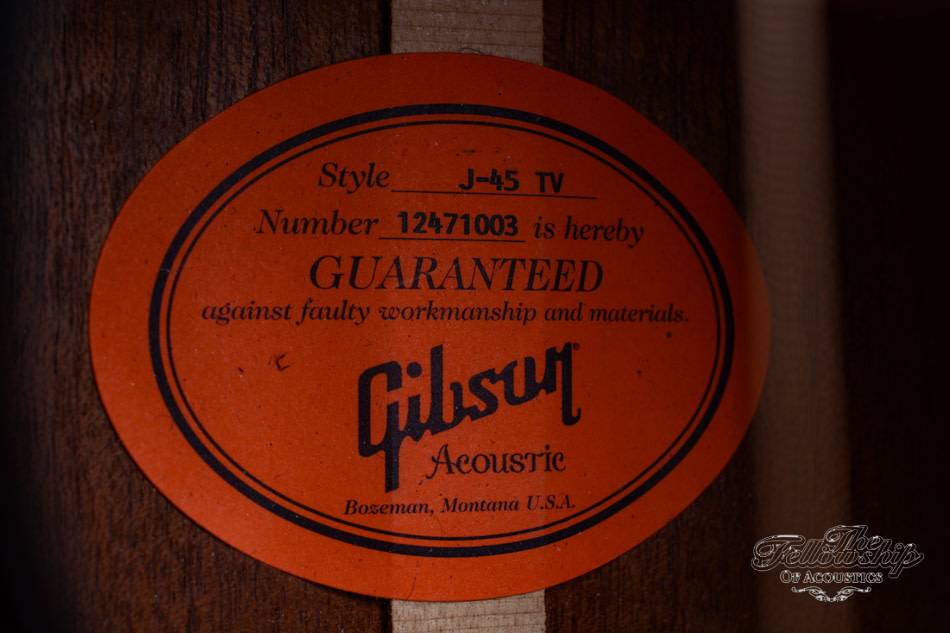 Style J-45 TV
Number 12471003 is hereby
GUARANTEED
against faulty workmanship and materials.
Gibson
Acoustic
Bozeman, Montana U.S.A.
The
Fellowship
OF ACOUSTICS